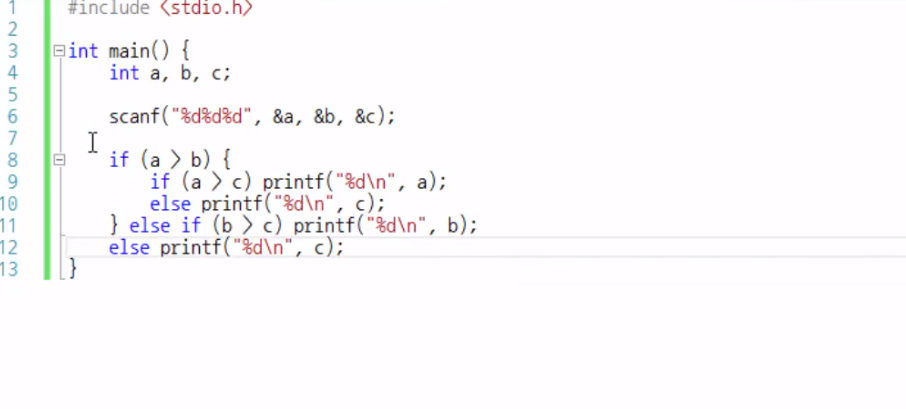 1 #include <stdio.h>
2
3 int main() {
4 int a, b, c;
5
6 scanf("%d%d%d", &a, &b, &c);
7
8 if (a > b) {
9 if (a > c) printf("%d\n", a);
10 else printf("%d\n", c);
11 } else if (b > c) printf("%d\n", b);
12 else printf("%d\n", c);
13 }